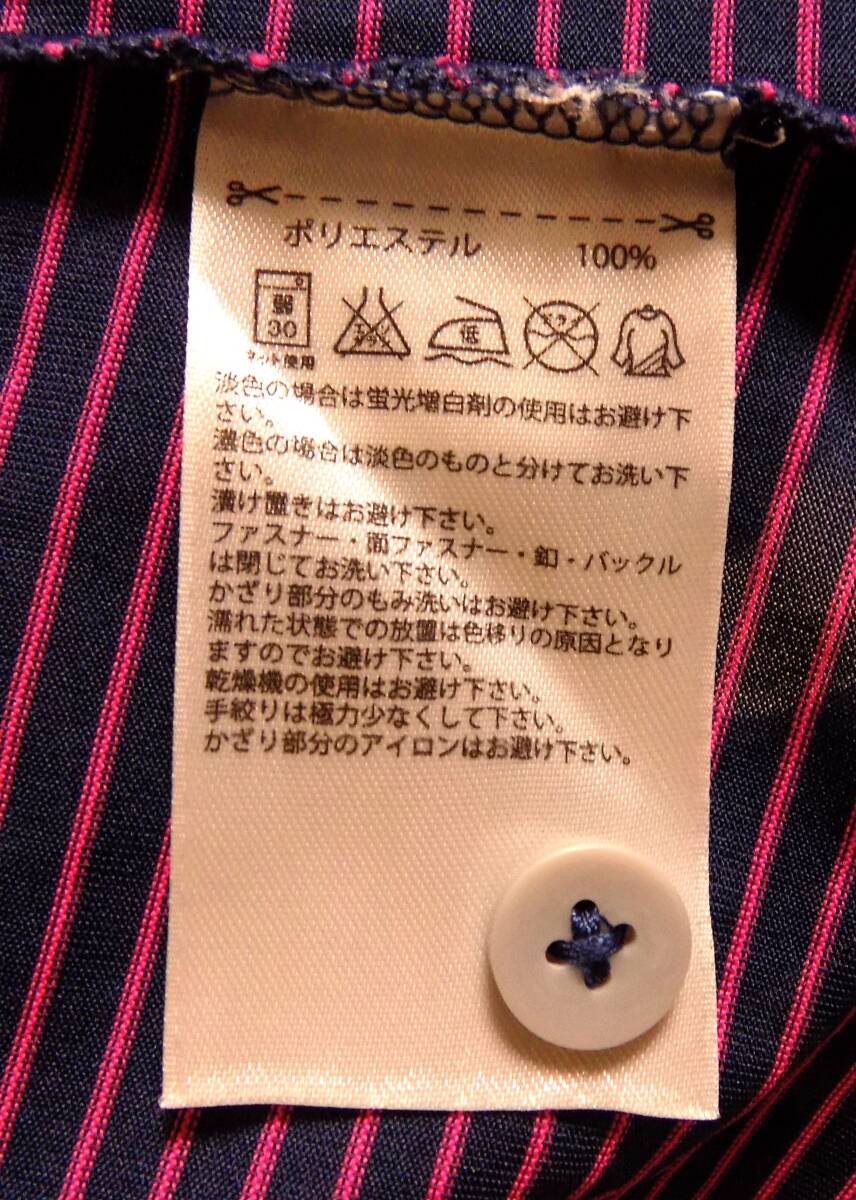 ポリエステル 100%
弱 30 エンソ サラシ 低 ドライ
ネット使用
淡色の場合は蛍光増白剤の使用はお避け下
さい。
濃色の場合は淡色のものと分けてお洗い下
さい。
漬け置きはお避け下さい。
ファスナー・面ファスナー・釦・バックル
は閉じてお洗い下さい。
かざり部分のもみ洗いはお避け下さい。
濡れた状態での放置は色移りの原因となり
ますのでお避け下さい。
乾燥機の使用はお避け下さい。
手絞りは極力少なくして下さい。
かざり部分のアイロンはお避け下さい。